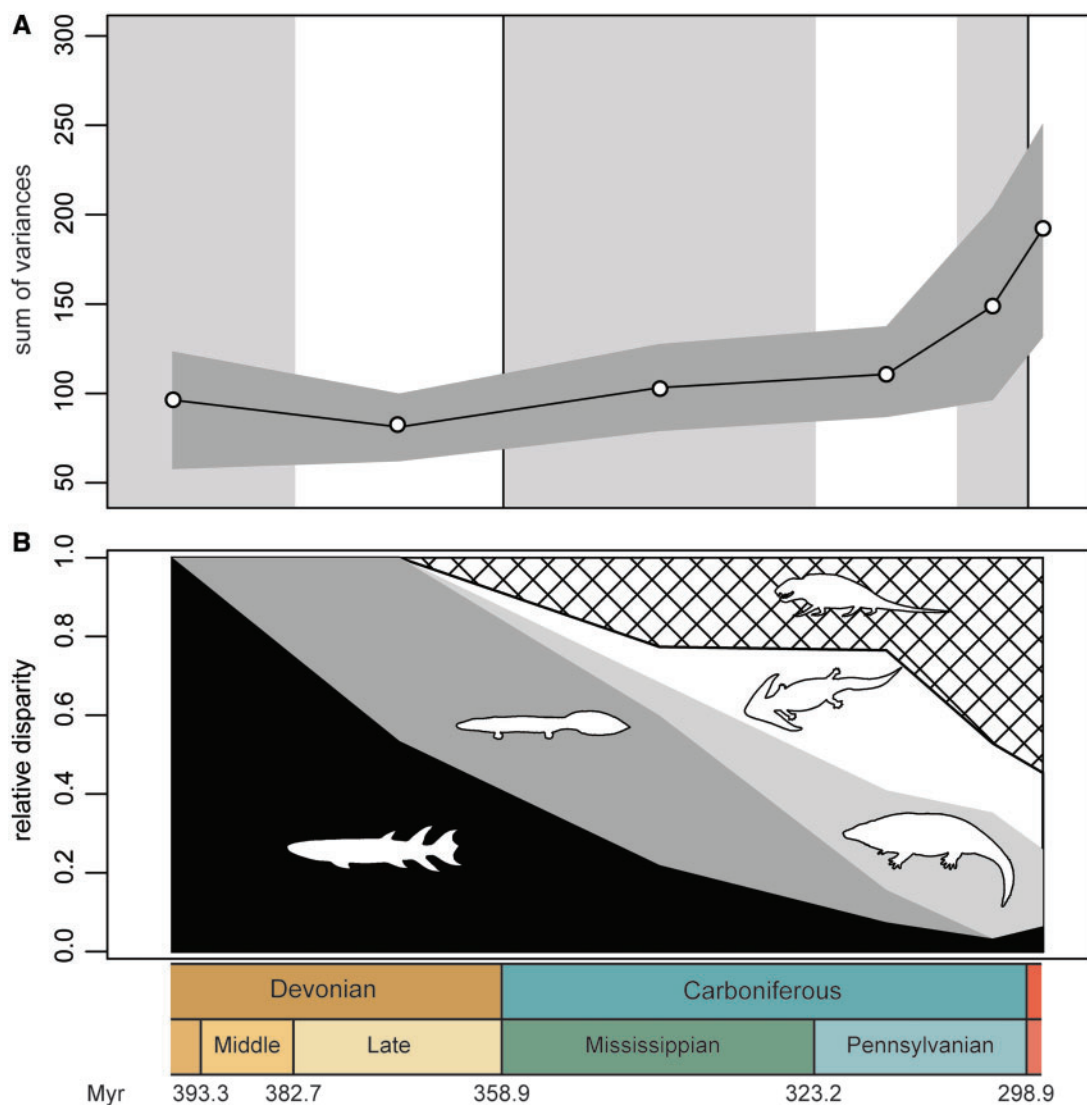 A
300
250
200
150
100
50
sum of variances
B
1.0
0.8
0.6
0.4
0.2
0.0
relative disparity
Devonian Carboniferous
Middle Late Mississippian Pennsylvanian
Myr 393.3 382.7 358.9 323.2 298.9